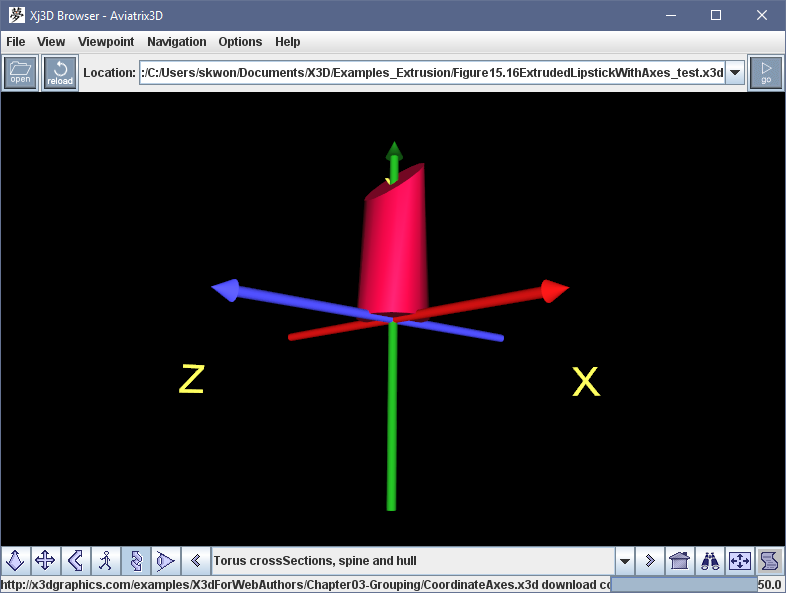 夢 Xj3D Browser - Aviatrix3D
File View Viewpoint Navigation Options Help
open reload Location: :/C:/Users/skwon/Documents/X3D/Examples_Extrusion/Figure15.16ExtrudedLipstickWithAxes_test.x3d go
Z X
Torus crossSections, spine and hull
http://x3dgraphics.com/examples/X3dForWebAuthors/Chapter03-Grouping/CoordinateAxes.x3d download co 50.0